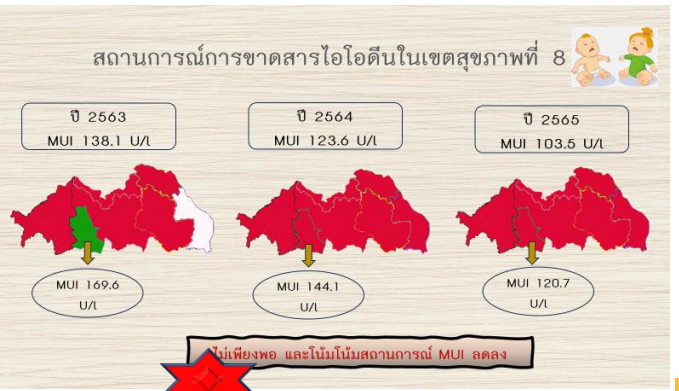 สถานการณ์การขาดสารไอโอดีนในเขตสุขภาพที่ 8
ปี 2563
MUI 138.1 U/l
ปี 2564
MUI 123.6 U/l
ปี 2565
MUI 103.5 U/l
MUI 169.6
U/l
MUI 144.1
U/l
MUI 120.7
U/l
ไม่เพียงพอ และโน้มโน้มสถานการณ์ MUI ลดลง